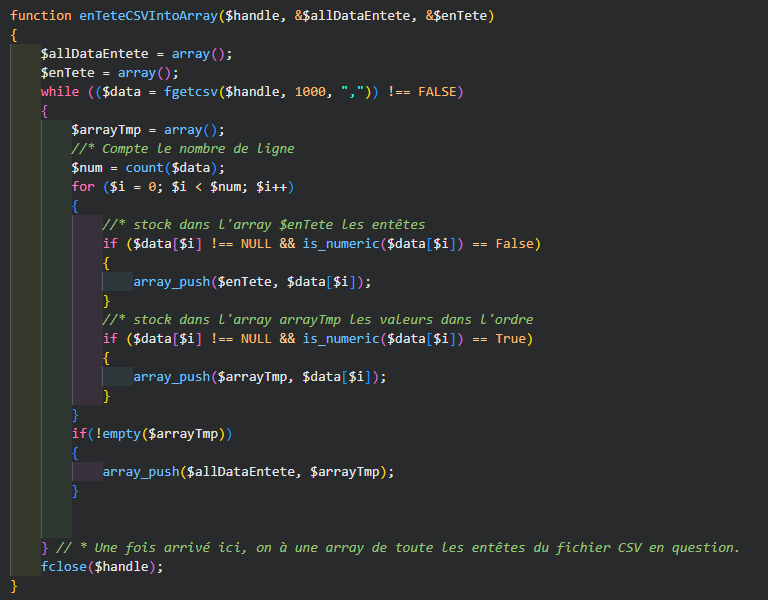 function enTeteCSVIntoArray($handle, &$allDataEntete, &$enTete)
{
$allDataEntete = array();
$enTete = array();
while (($data = fgetcsv($handle, 1000, ",")) !== FALSE)
{
$arrayTmp = array();
//* Compte le nombre de ligne
$num = count($data);
for ($i = 0; $i < $num; $i++)
{
//* stock dans l'array $enTete les entêtes
if ($data[$i] !== NULL && is_numeric($data[$i]) == False)
{
array_push($enTete, $data[$i]);
}
//* stock dans l'array arrayTmp les valeurs dans l'ordre
if ($data[$i] !== NULL && is_numeric($data[$i]) == True)
{
array_push($arrayTmp, $data[$i]);
}
}
if(!empty($arrayTmp))
{
array_push($allDataEntete, $arrayTmp);
}
} // * Une fois arrivé ici, on à une array de toute les entêtes du fichier CSV en question.
fclose($handle);
}